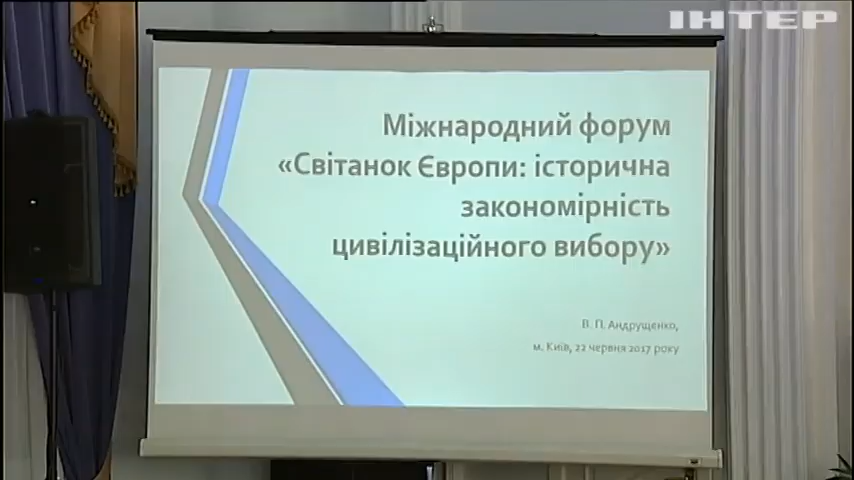 ІНТЕР
Міжнародний форум
«Світанок Європи: історична
закономірність
цивілізаційного вибору»
В. П. Андрущенко,
м. Київ, 22 червня 2017 року